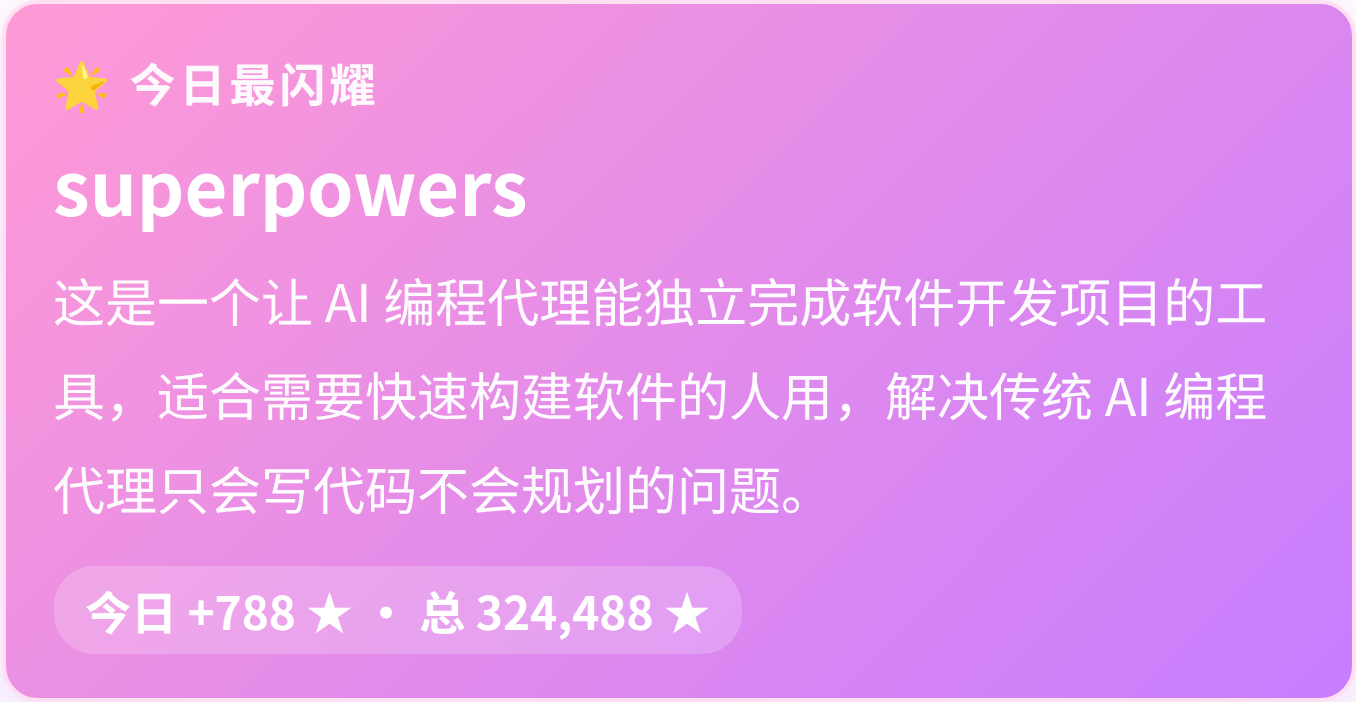 🌟 今日最闪耀
superpowers
这是一个让 AI 编程代理能独立完成软件开发项目的工
具，适合需要快速构建软件的人用，解决传统 AI 编程
代理只会写代码不会规划的问题。
今日 +788 ★ · 总 324,488 ★